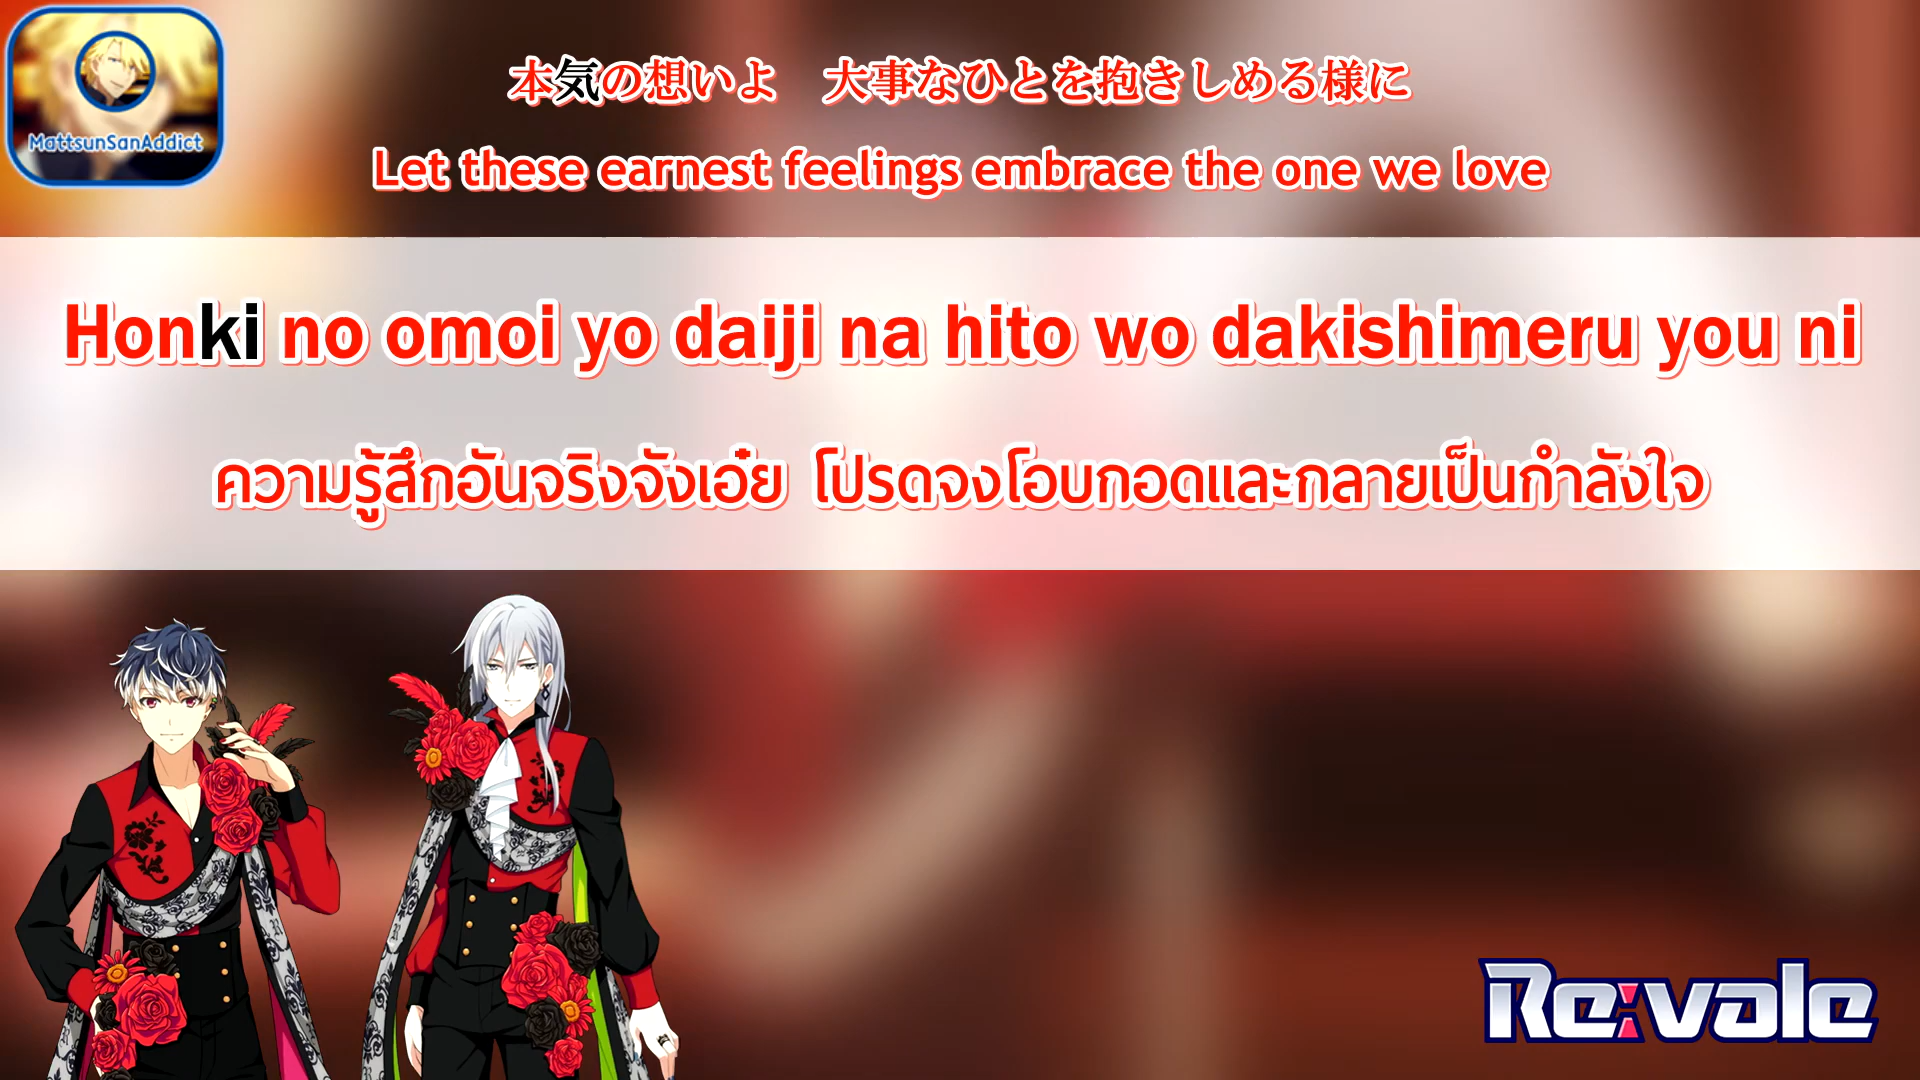 本気の想いよ　大事なひとを抱きしめる様に
MattsunSanAddict
Let these earnest feelings embrace the one we love
Honki no omoi yo daiji na hito wo dakishimeru you ni
ความรู้สึกอันจริงจังเอ๋ย โปรดจงโอบกอดและกลายเป็นกำลังใจ
Re:vale